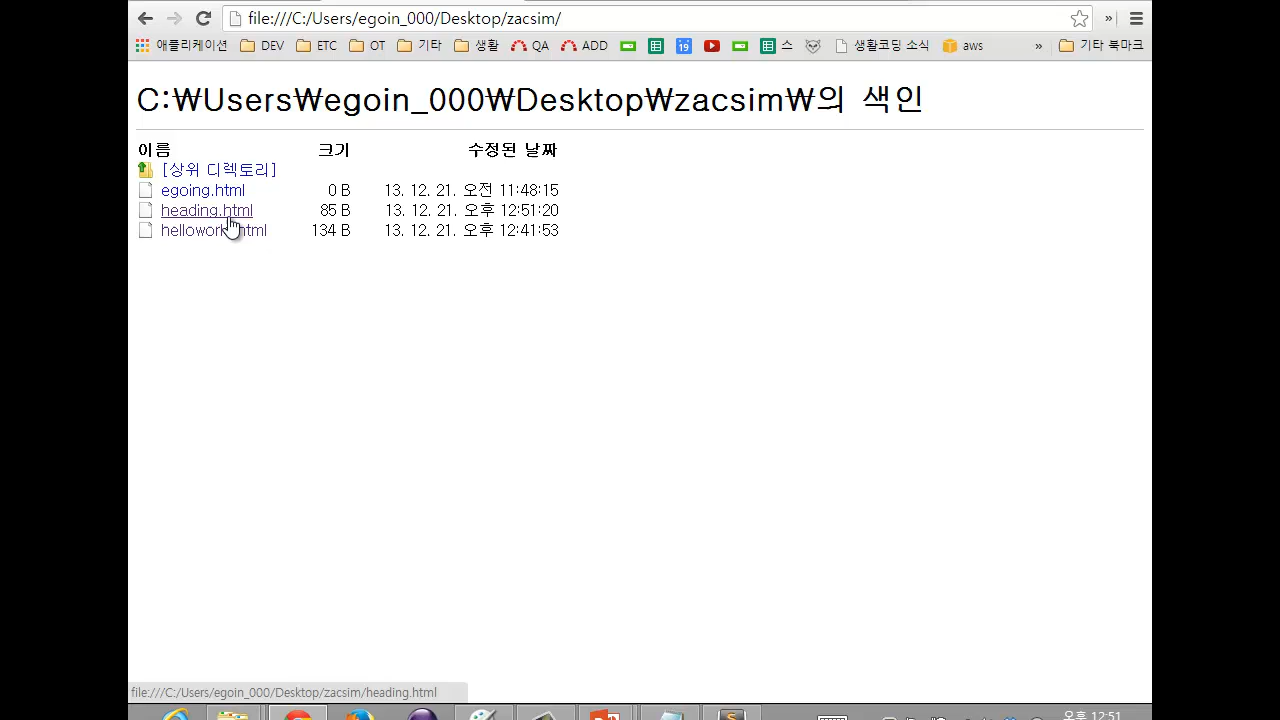 file:///C:/Users/egoin_000/Desktop/zacsim/ »
애플리케이션 DEV ETC OT 기타 생활 QA ADD 19 스 생활코딩 소식 aws » 기타 북마크
C:₩Users₩egoin_000₩Desktop₩zacsim₩의 색인
이름 크기 수정된 날짜
[상위 디렉토리]
egoing.html 0 B 13. 12. 21. 오전 11:48:15
heading.html 85 B 13. 12. 21. 오후 12:51:20
134 B 13. 12. 21. 오후 12:41:53
file:///C:/Users/egoin_000/Desktop/zacsim/heading.html
오후 12:51